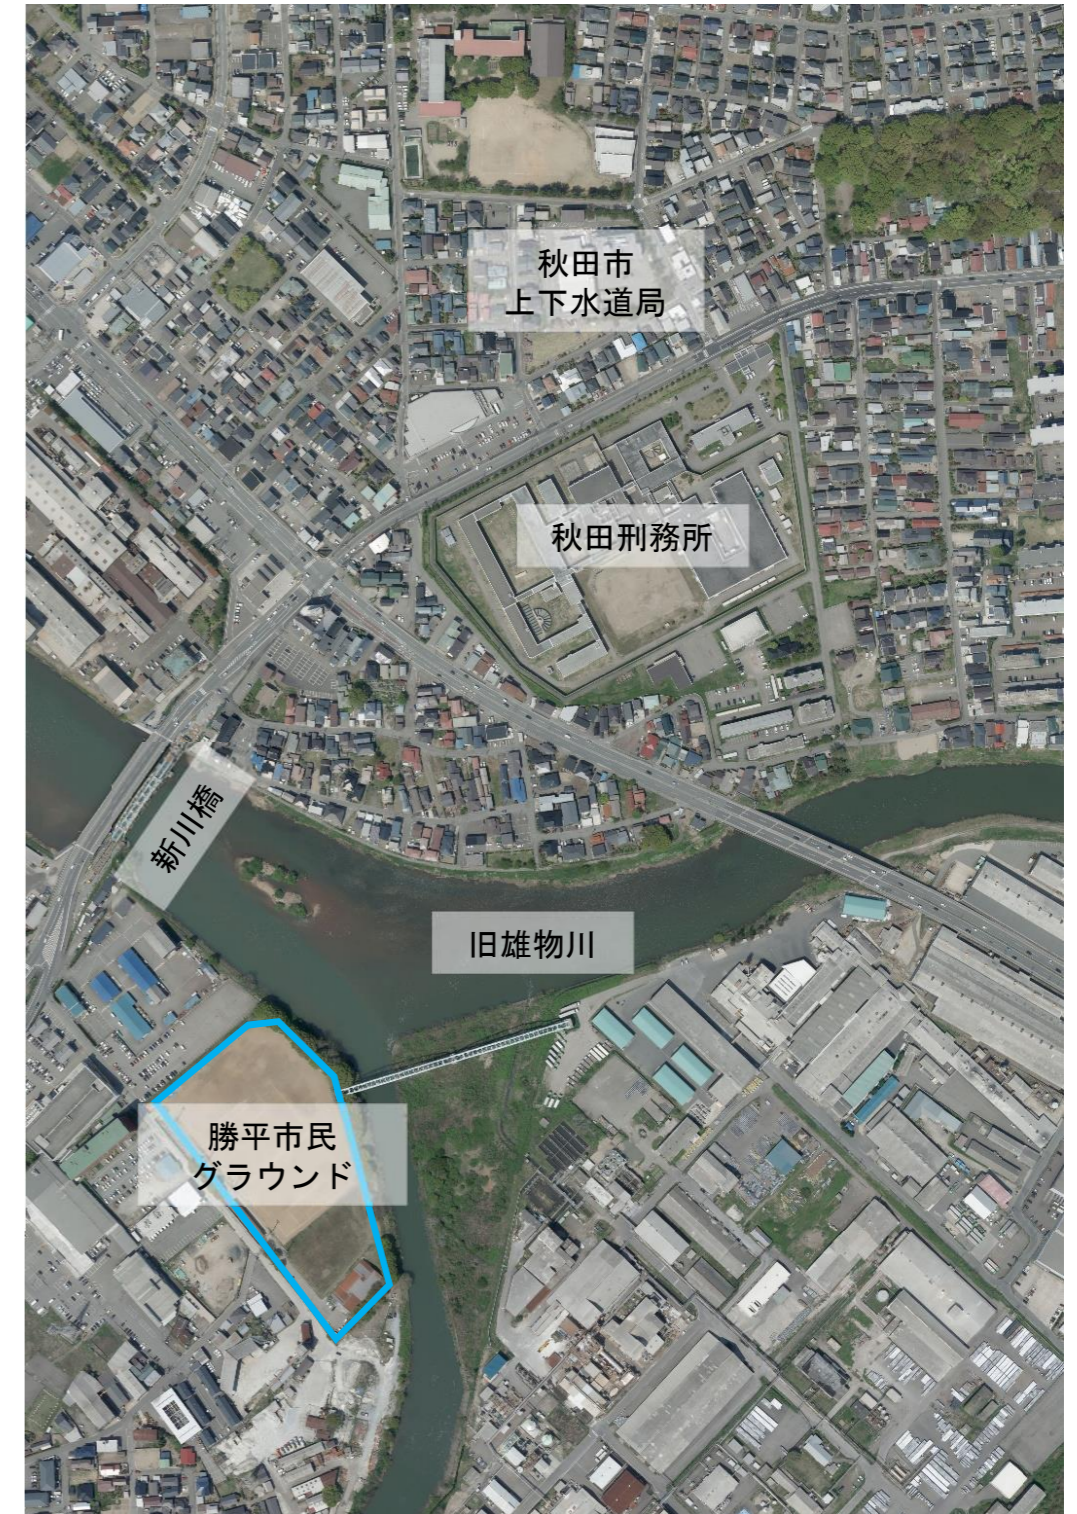 秋田市
上下水道局
秋田刑務所
新川橋
旧雄物川
勝平市民
グラウンド